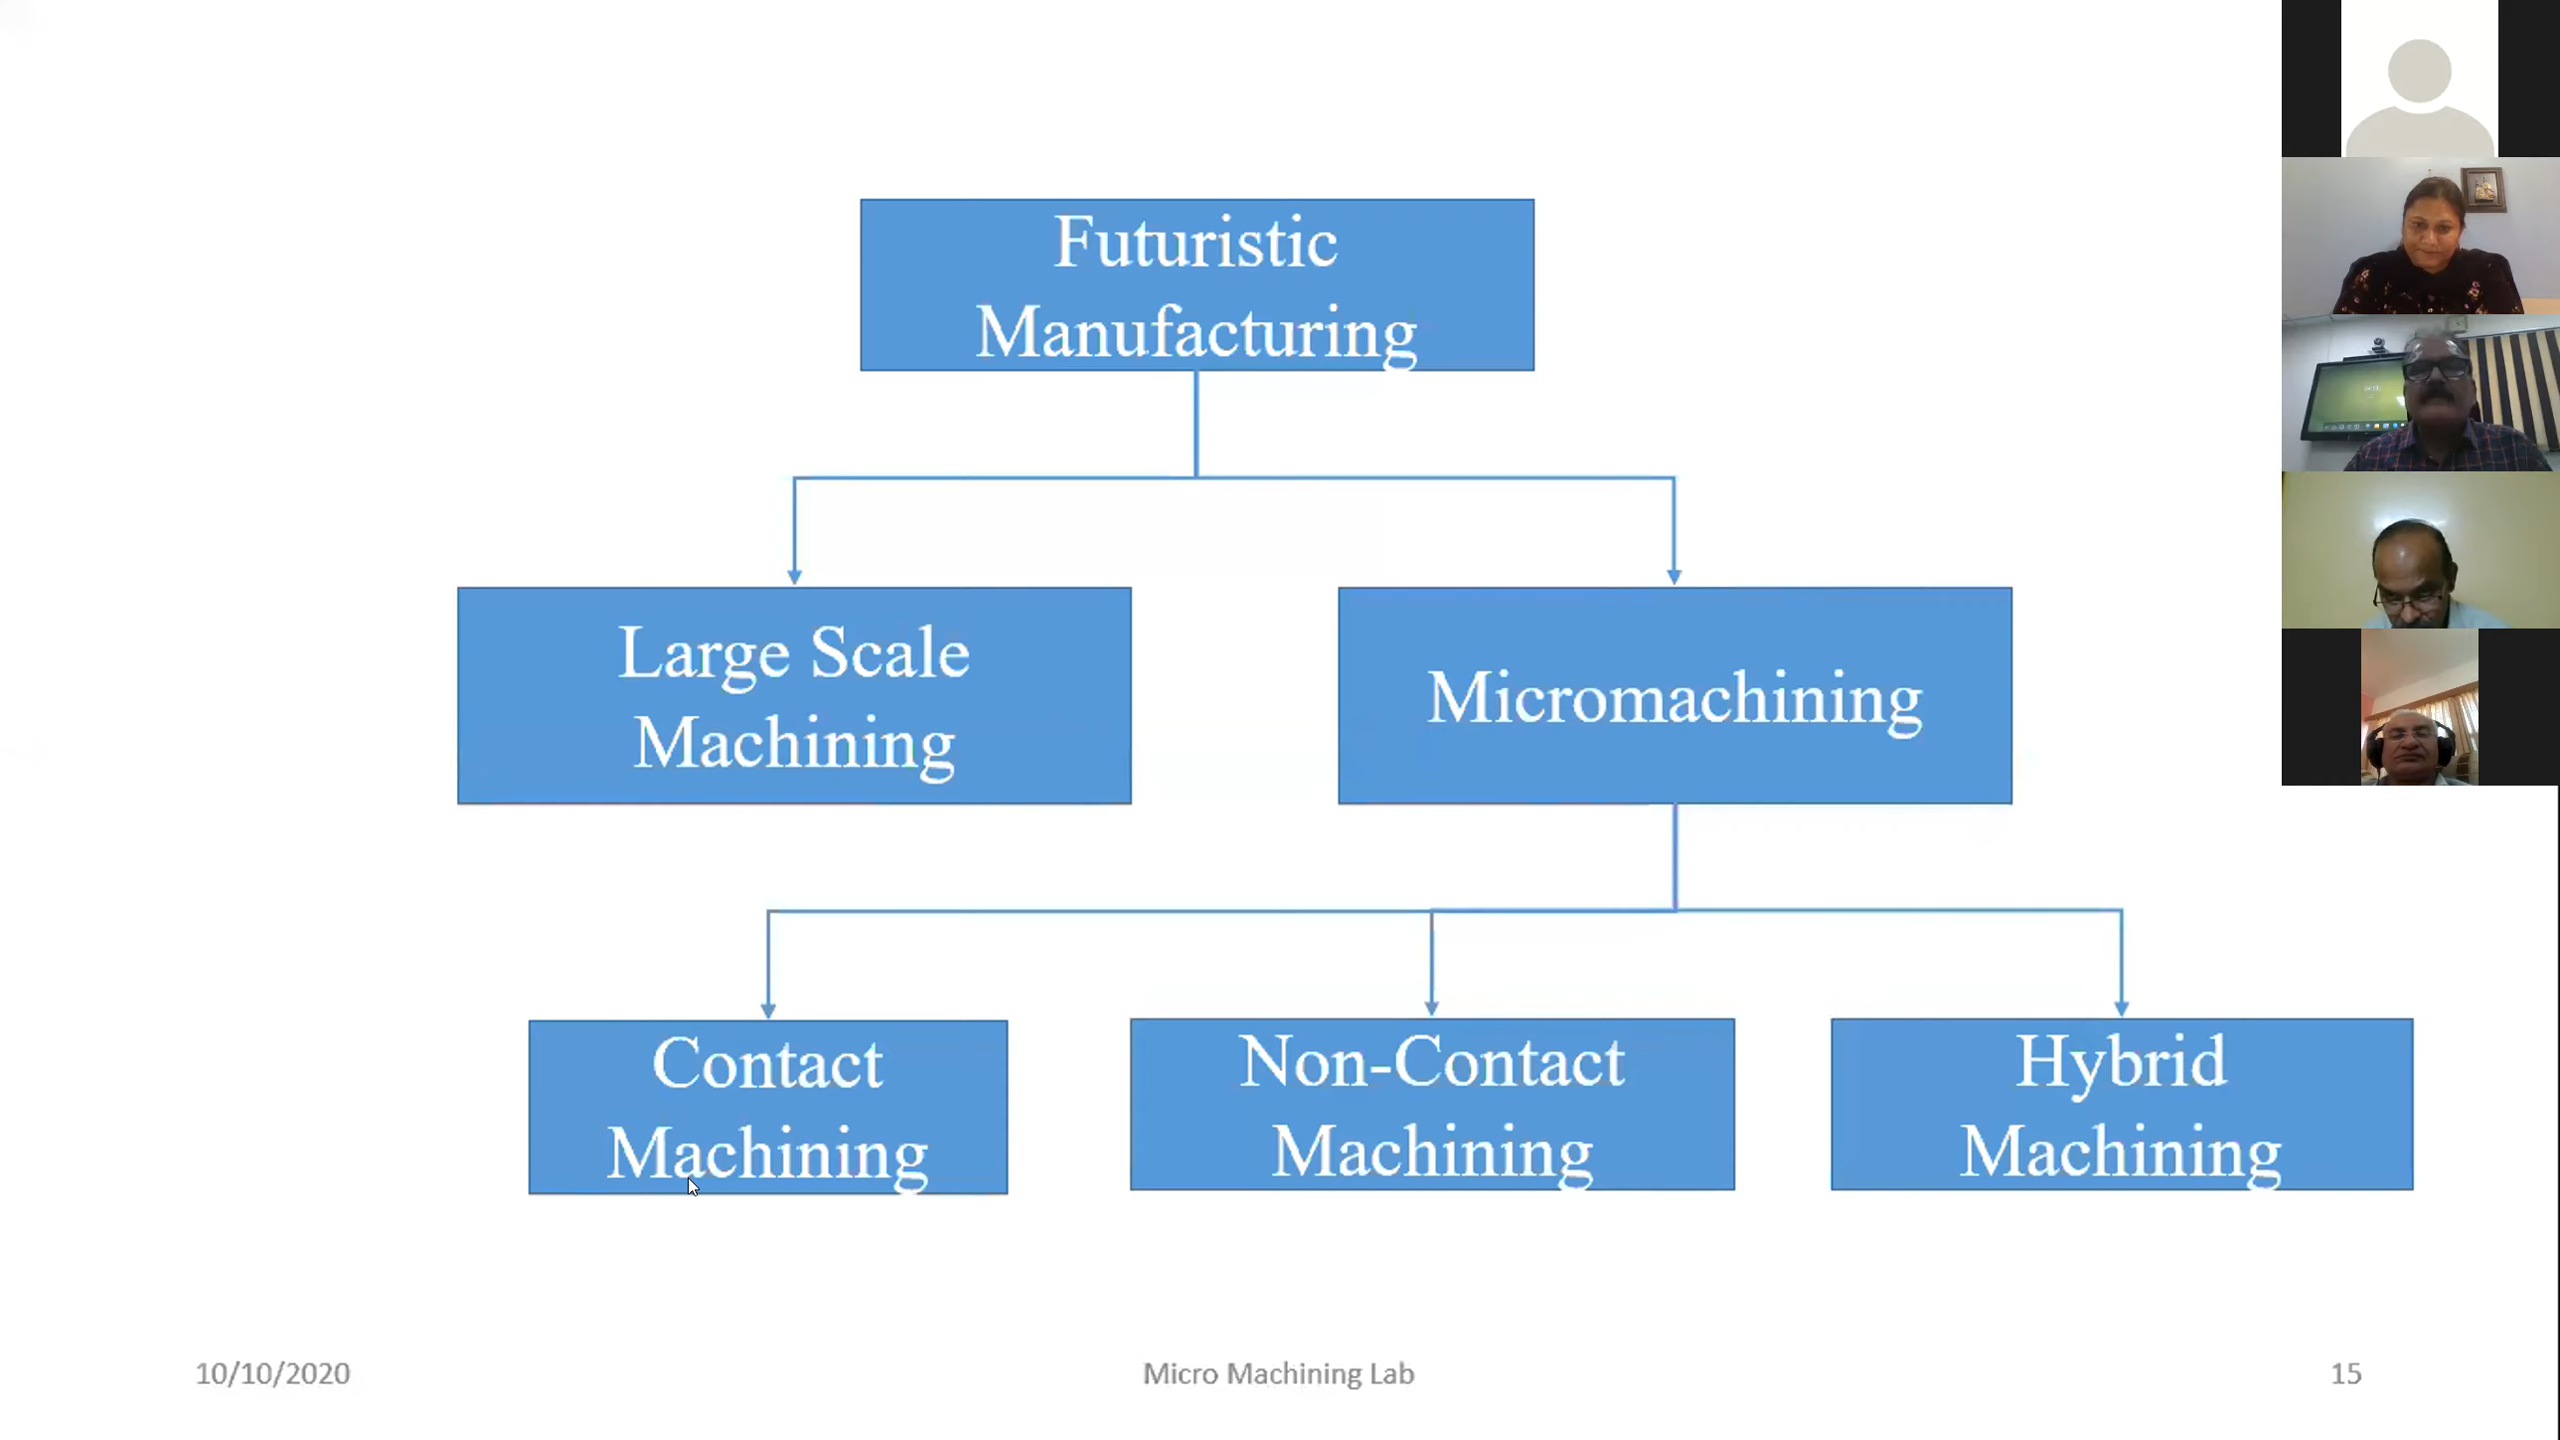 Futuristic
Manufacturing
Large Scale
Machining
Micromachining
Contact
Machining
Non-Contact
Machining
Hybrid
Machining
10/10/2020
Micro Machining Lab
15